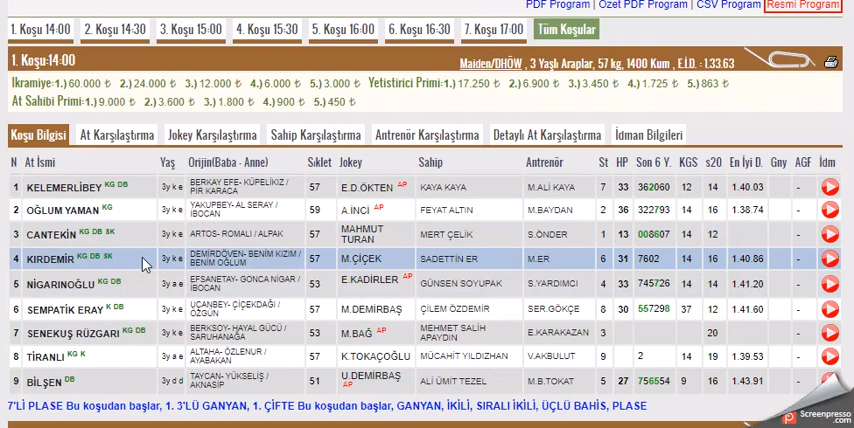 PDF Program | Özet PDF Program | CSV Program | Resmi Program
1. Koşu 14:00 2. Koşu 14:30 3. Koşu 15:00 4. Koşu 15:30 5. Koşu 16:00 6. Koşu 16:30 7. Koşu 17:00 Tüm Koşular
1. Koşu:14:00 Maiden/DHÖW , 3 Yaşlı Araplar, 57 kg, 1400 Kum , E.İ.D. : 1.33.63
Ikramiye:1.) 60.000 ₺ 2.) 24.000 ₺ 3.) 12.000 ₺ 4.) 6.000 ₺ 5.) 3.000 ₺ Yetistirici Primi:1.) 17.250 ₺ 2.) 6.900 ₺ 3.) 3.450 ₺ 4.) 1.725 ₺ 5.) 863 ₺
At Sahibi Primi:1.) 9.000 ₺ 2.) 3.600 ₺ 3.) 1.800 ₺ 4.) 900 ₺ 5.) 450 ₺
Koşu Bilgisi At Karşılaştırma Jokey Karşılaştırma Sahip Karşılaştırma Antrenör Karşılaştırma Detaylı At Karşılaştırma İdman Bilgileri
N At İsmi Yaş Orijin(Baba - Anne) Sıklet Jokey Sahip Antrenör St HP Son 6 Y. KGS s20 En İyi D. Gny AGF İdm
1 KELEMERLİBEY KG DB 3y k e BERKAY EFE- KÜPELİKIZ / PİR KARACA 57 E.D.ÖKTEN AP KAYA KAYA M.ALİ KAYA 7 33 362060 12 14 1.40.03 -
2 OĞLUM YAMAN KG 3y k e YAKUPBEY- AL SERAY / İBOCAN 59 A.İNCİ AP FEYAT ALTIN M.BAYDAN 2 36 322793 14 16 1.38.74 -
3 CANTEKİN KG DB SK 3y k e ARTOS- ROMALI / ALPAK 57 MAHMUT TURAN MERT ÇELİK S.ÖNDER 1 13 008607 14 12 -
4 KIRDEMİR KG DB SK 3y k e DEMİRDÖVEN- BENİM KIZIM / BENİM OĞLUM 57 M.ÇİÇEK SADETTİN ER M.ER 6 31 7602 14 16 1.40.86 -
5 NİGARINOĞLU KG DB 3y a e EFSANETAY- GONCA NİGAR / İBOCAN 53 E.KADİRLER AP GÜNSEN SOYUPAK S.YARDIMCI 4 33 745726 14 14 1.41.20 -
6 SEMPATİK ERAY K DB 3y k e UÇANBEY- ÇİÇEKDAĞI / OZGÜN 57 M.DEMİRBAŞ ÇİLEM ÖZDEMİR SER.GÖKÇE 8 30 557298 37 12 1.41.60 -
7 SENEKUŞ RÜZGARI KG DB 3y k e BERKSOY- HAYAL GÜCÜ / SARUHANAĞA 53 M.BAĞ AP MEHMET SALİH APAYDIN E.KARAKAZAN 3 20 -
8 TİRANLI KG K 3y a e ALTAHA- ÖZLENUR / AYABAKAN 57 K.TOKAÇOĞLU MÜCAHİT YILDIZHAN V.AKBULUT 9 2 14 19 1.39.53 -
9 BİLŞEN DB 3y d d TAYCAN- YÜKSELİŞ / AKNASIP 51 U.DEMİRBAŞ AP ALİ ÜMİT TEZEL M.B.TOKAT 5 27 756554 9 16 1.43.91 -
7'Lİ PLASE Bu koşudan başlar, 1. 3'LÜ GANYAN, 1. ÇİFTE Bu koşudan başlar, GANYAN, İKİLİ, SIRALI İKİLİ, ÜÇLÜ BAHİS, PLASE
Screenpresso
.com